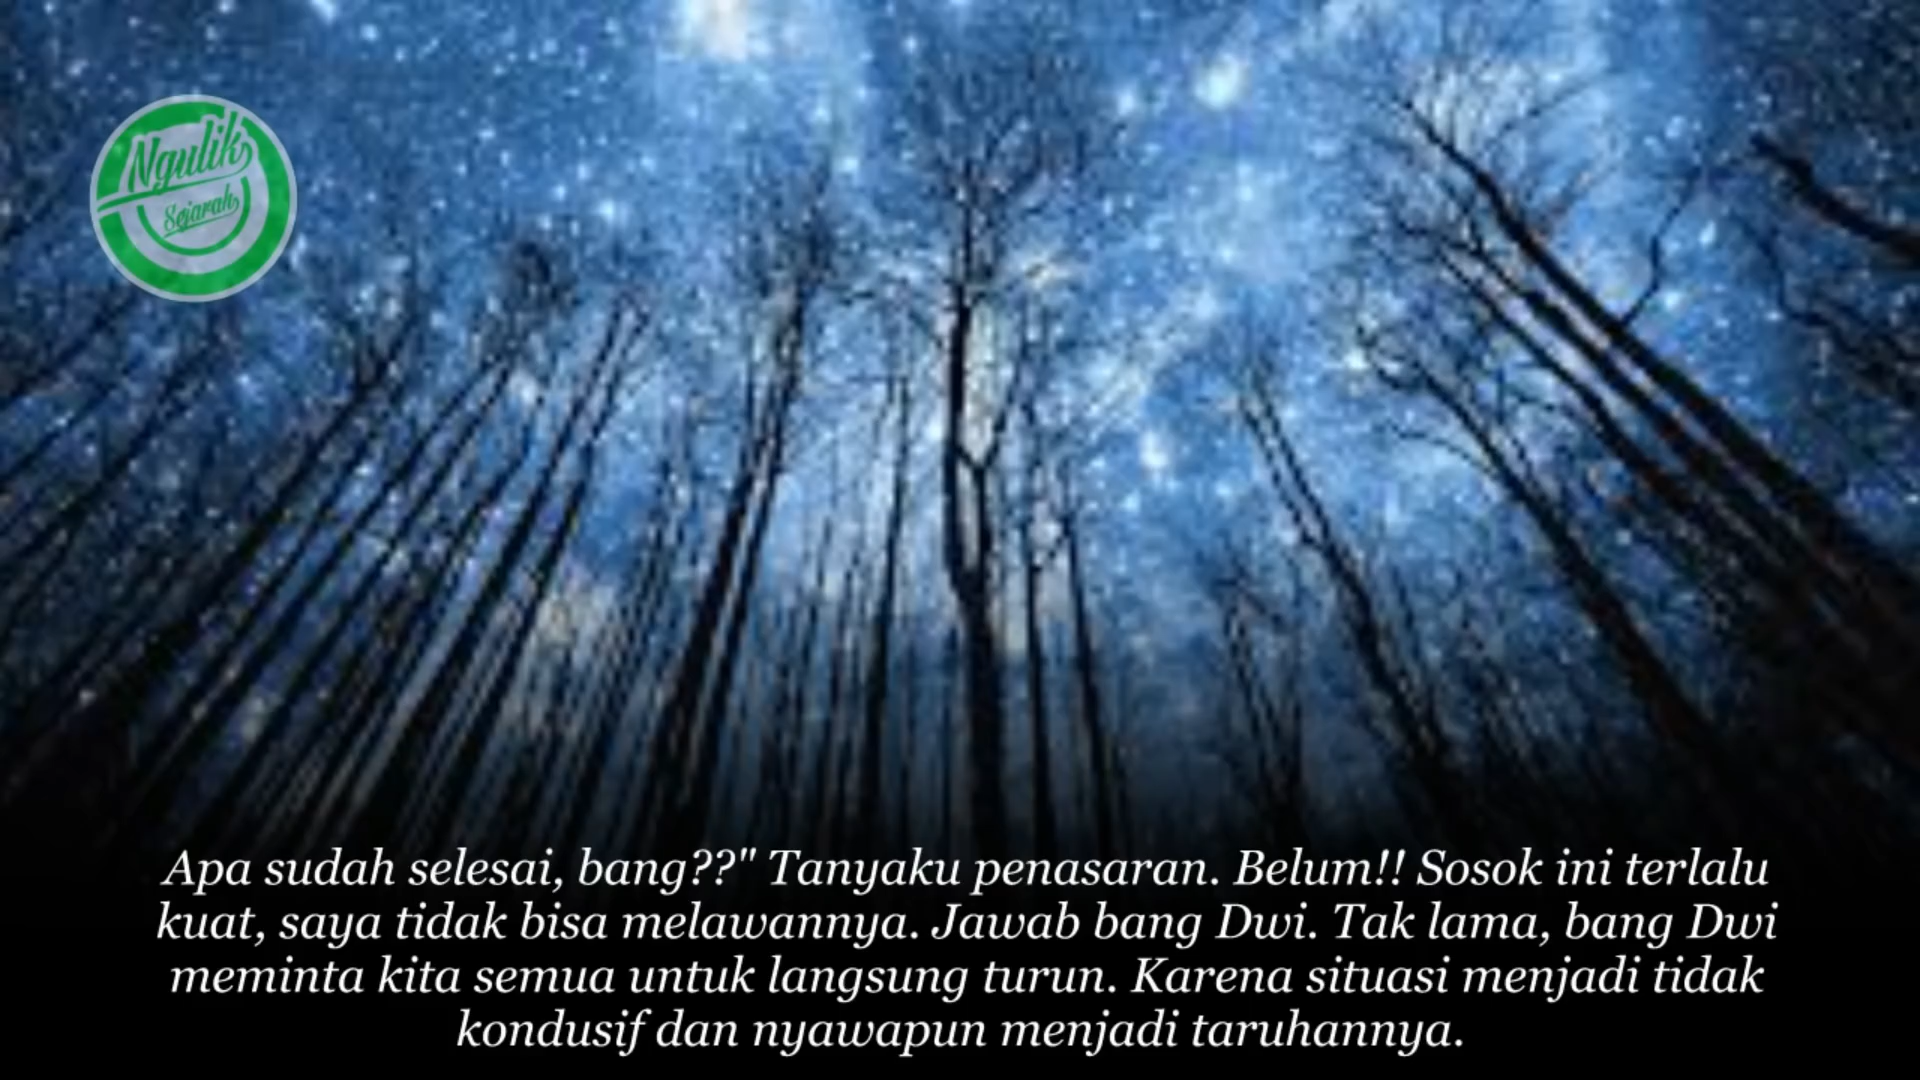 Ngulik
Sejarah
Apa sudah selesai, bang??" Tanyaku penasaran. Belum!! Sosok ini terlalu
kuat, saya tidak bisa melawannya. Jawab bang Dwi. Tak lama, bang Dwi
meminta kita semua untuk langsung turun. Karena situasi menjadi tidak
kondusif dan nyawapun menjadi taruhannya.